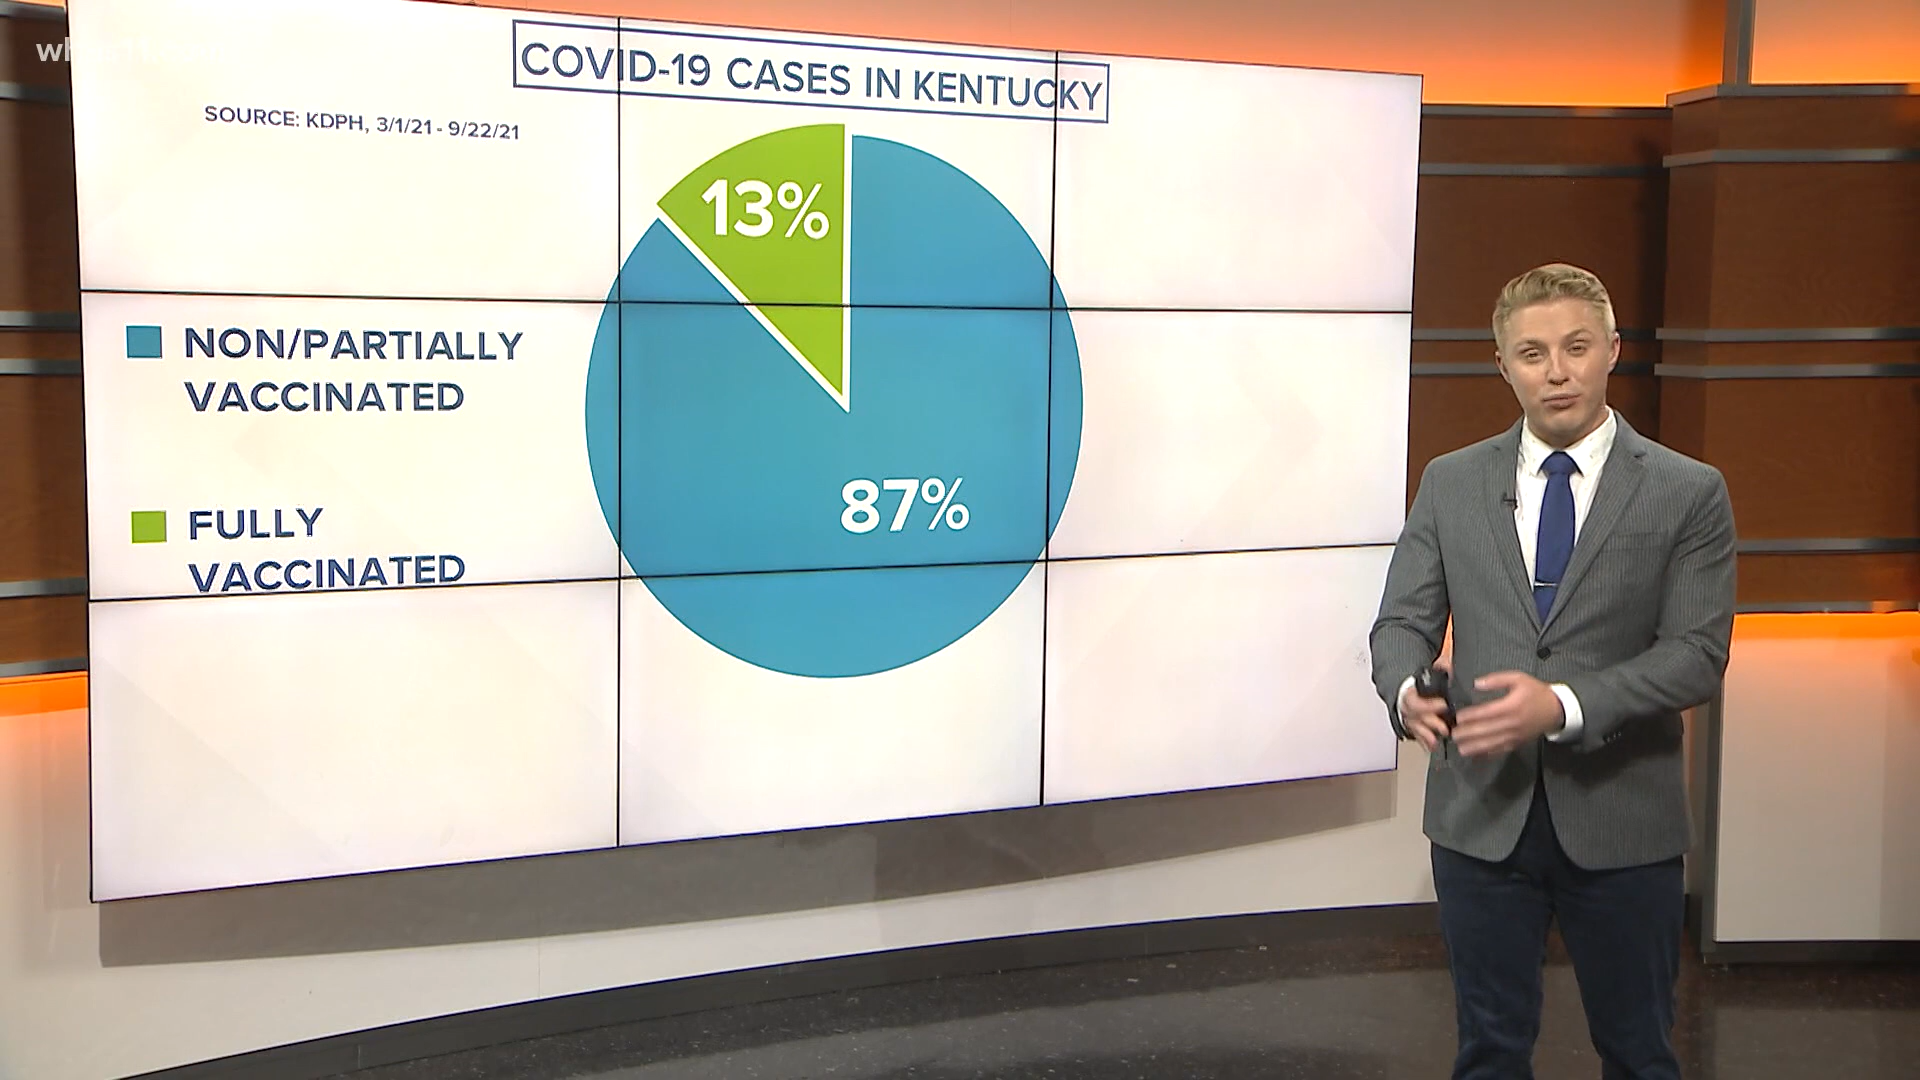 COVID-19 CASES IN KENTUCKY
SOURCE: KDPH, 3/1/21 - 9/22/21
13%
NON/PARTIALLY
VACCINATED
87%
FULLY
VACCINATED